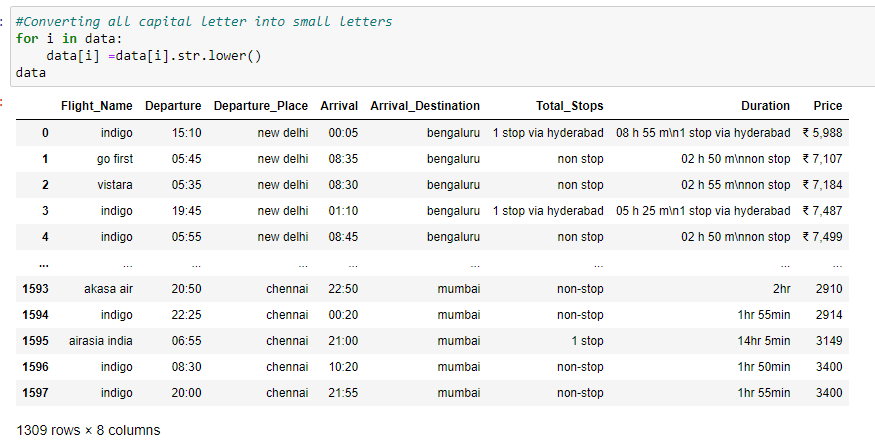 #Converting all capital letter into small letters
for i in data:
    data[i] =data[i].str.lower()
data
Flight_Name Departure Departure_Place Arrival Arrival_Destination Total_Stops Duration Price
0 indigo 15:10 new delhi 00:05 bengaluru 1 stop via hyderabad 08 h 55 m\n1 stop via hyderabad ₹ 5,988
1 go first 05:45 new delhi 08:35 bengaluru non stop 02 h 50 m\nnon stop ₹ 7,107
2 vistara 05:35 new delhi 08:30 bengaluru non stop 02 h 55 m\nnon stop ₹ 7,184
3 indigo 19:45 new delhi 01:10 bengaluru 1 stop via hyderabad 05 h 25 m\n1 stop via hyderabad ₹ 7,487
4 indigo 05:55 new delhi 08:45 bengaluru non stop 02 h 50 m\nnon stop ₹ 7,499
... ... ... ... ... ... ... ... ...
1593 akasa air 20:50 chennai 22:50 mumbai non-stop 2hr 2910
1594 indigo 22:25 chennai 00:20 mumbai non-stop 1hr 55min 2914
1595 airasia india 06:55 chennai 21:00 mumbai 1 stop 14hr 5min 3149
1596 indigo 08:30 chennai 10:20 mumbai non-stop 1hr 50min 3400
1597 indigo 20:00 chennai 21:55 mumbai non-stop 1hr 55min 3400
1309 rows × 8 columns